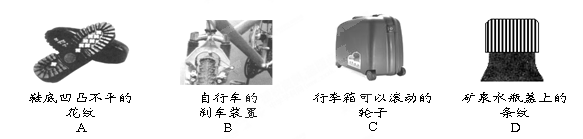 鞋底凹凸不平的
花纹
A
自行车的
刹车装置
B
行李箱可以滚动的
轮子
C
矿泉水瓶盖上的
条纹
D